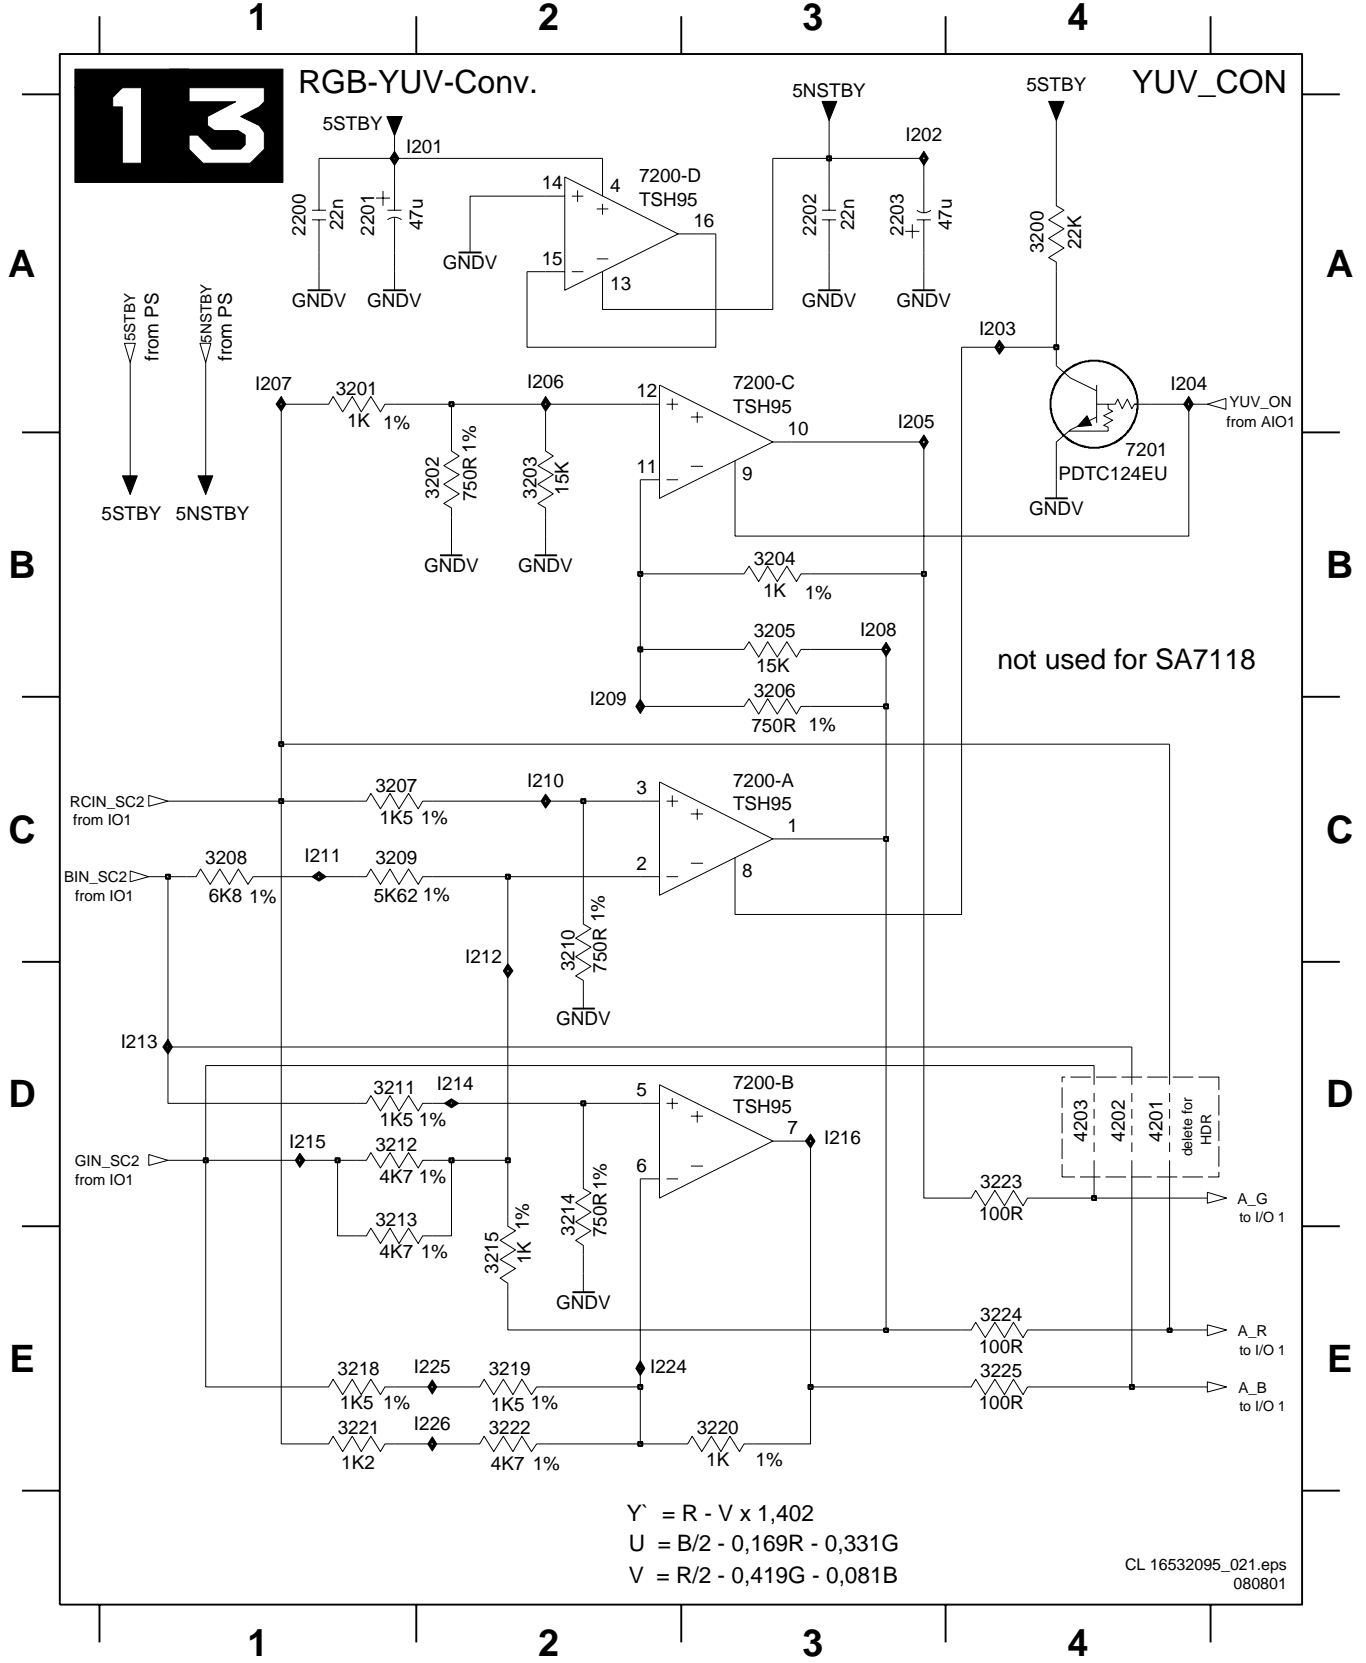 1 2 3 4
13
RGB-YUV-Conv.
YUV_CON
5STBY
I201
5NSTBY
I202
5STBY
2200
22n
2201
+
47u
14
+
+
4
7200-D
TSH95
16
15
−
−
13
GNDV
2202
22n
2203
+
47u
3200
22K
A
A
GNDV
GNDV
GNDV
GNDV
5STBY
from PS
5NSTBY
from PS
5STBY
5NSTBY
I203
I207
3201
1K 1%
I206
12
+
+
7200-C
TSH95
10
I205
I204
YUV_ON
from AIO1
7201
PDTC124EU
GNDV
3202
750R 1%
3203
15K
11
−
−
9
GNDV
GNDV
B
B
3204
1K 1%
3205
15K
I208
not used for SA7118
I209
3206
750R 1%
RCIN_SC2
from IO1
3207
1K5 1%
I210
3
+
+
7200-A
TSH95
1
C
C
BIN_SC2
from IO1
3208
6K8 1%
I211
3209
5K62 1%
2
−
−
8
I212
3210
750R 1%
GNDV
I213
D
D
3211
1K5 1%
I214
5
+
+
7200-B
TSH95
7
I216
4203
4202
4201
delete for
HDR
GIN_SC2
from IO1
I215
3212
4K7 1%
6
−
−
3213
4K7 1%
3215
1K 1%
3214
750R 1%
GNDV
3223
100R
A_G
to I/O 1
3224
100R
A_R
to I/O 1
E
E
3218
1K5 1%
I225
3219
1K5 1%
I224
3225
100R
A_B
to I/O 1
3221
1K2
I226
3222
4K7 1%
3220
1K 1%
Y` = R - V x 1,402
U = B/2 - 0,169R - 0,331G
V = R/2 - 0,419G - 0,081B
CL 16532095_021.eps
080801
1 2 3 4